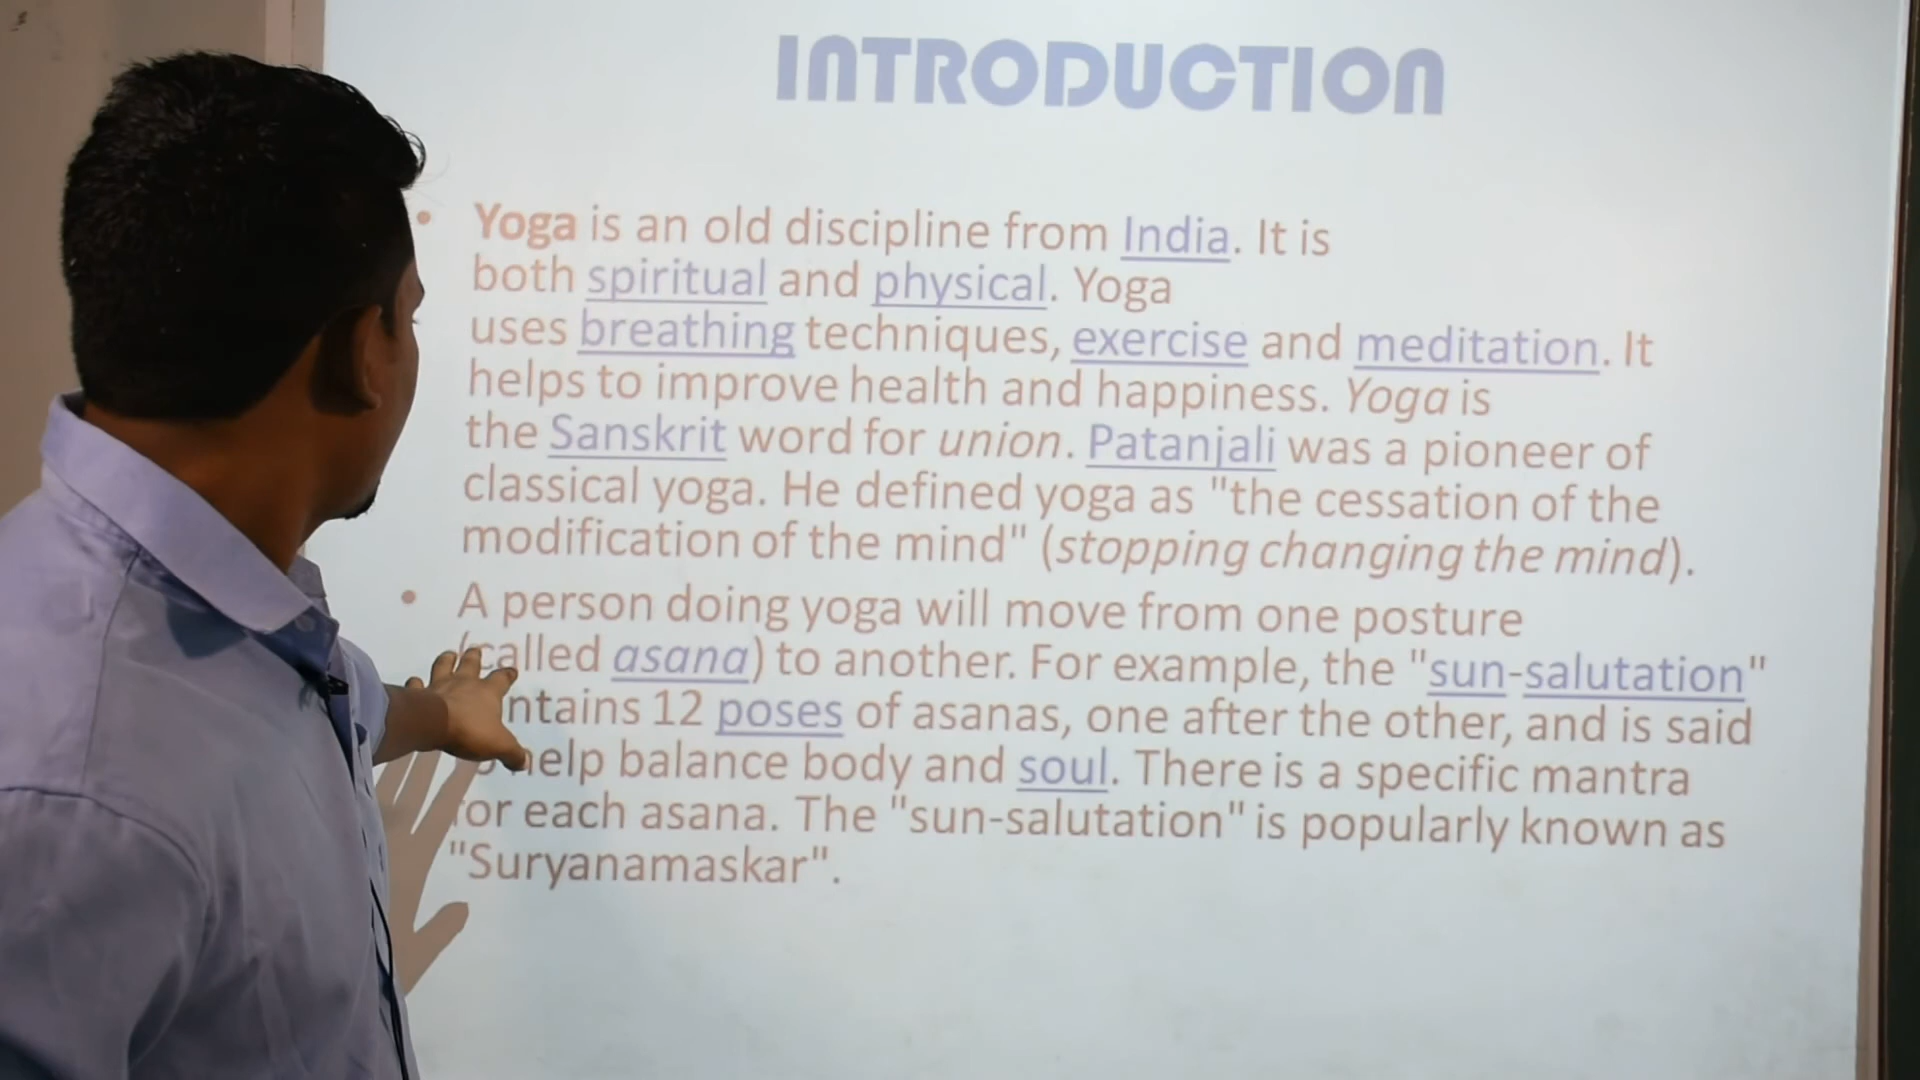 INTRODUCTION
• Yoga is an old discipline from India. It is
both spiritual and physical. Yoga
uses breathing techniques, exercise and meditation. It
helps to improve health and happiness. Yoga is
the Sanskrit word for union. Patanjali was a pioneer of
classical yoga. He defined yoga as "the cessation of the
modification of the mind" (stopping changing the mind).
• A person doing yoga will move from one posture
(called asana) to another. For example, the "sun-salutation"
ntains 12 poses of asanas, one after the other, and is said
help balance body and soul. There is a specific mantra
for each asana. The "sun-salutation" is popularly known as
"Suryanamaskar".